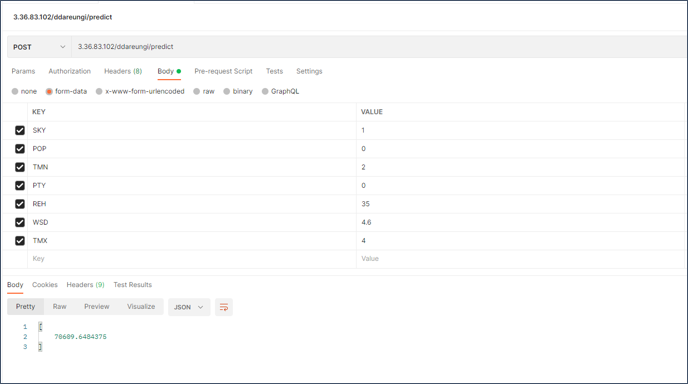 3.36.83.102/ddareungi/predict
POST 3.36.83.102/ddareungi/predict
Params Authorization Headers (8) Body Pre-request Script Tests Settings
none form-data x-www-form-urlencoded raw binary GraphQL
KEY VALUE
SKY 1
POP 0
TMN 2
PTY 0
REH 35
WSD 4.6
TMX 4
Key Value
Body Cookies Headers (9) Test Results
Pretty Raw Preview Visualize JSON
1 [
2 70609.6484375
3 ]